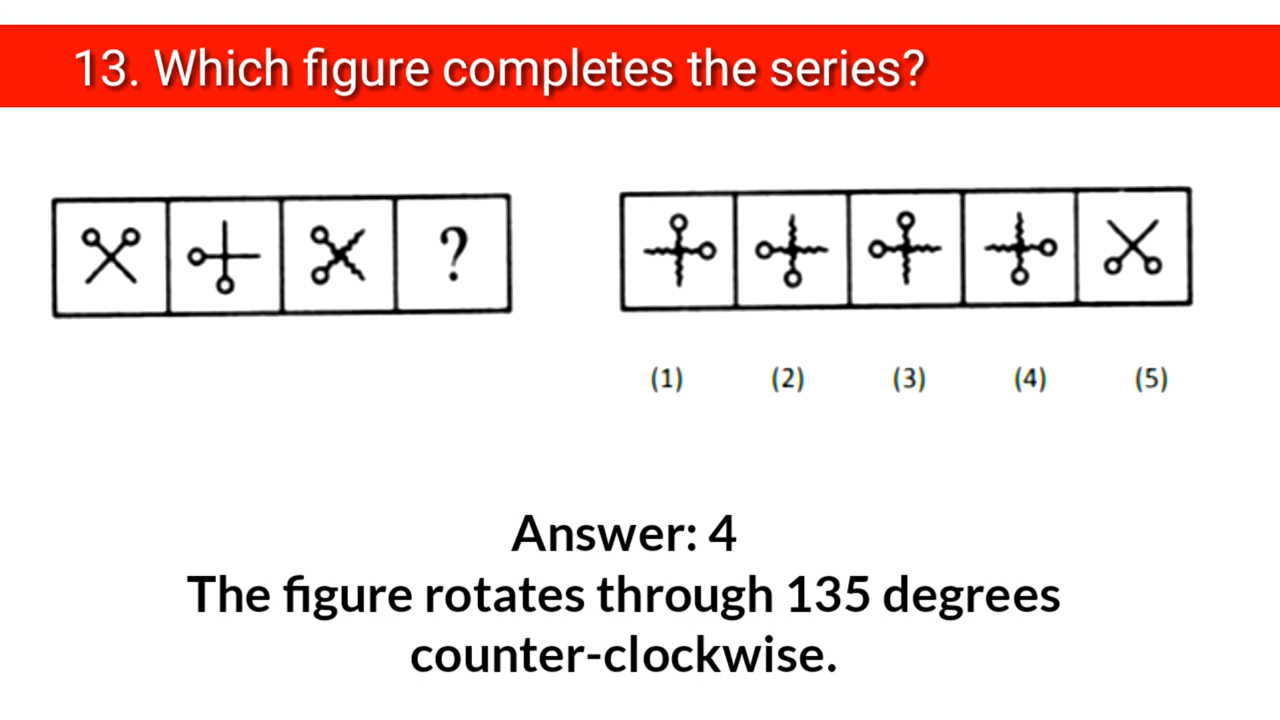 13. Which figure completes the series?
?
(1) (2) (3) (4) (5)
Answer: 4
The figure rotates through 135 degrees
counter-clockwise.